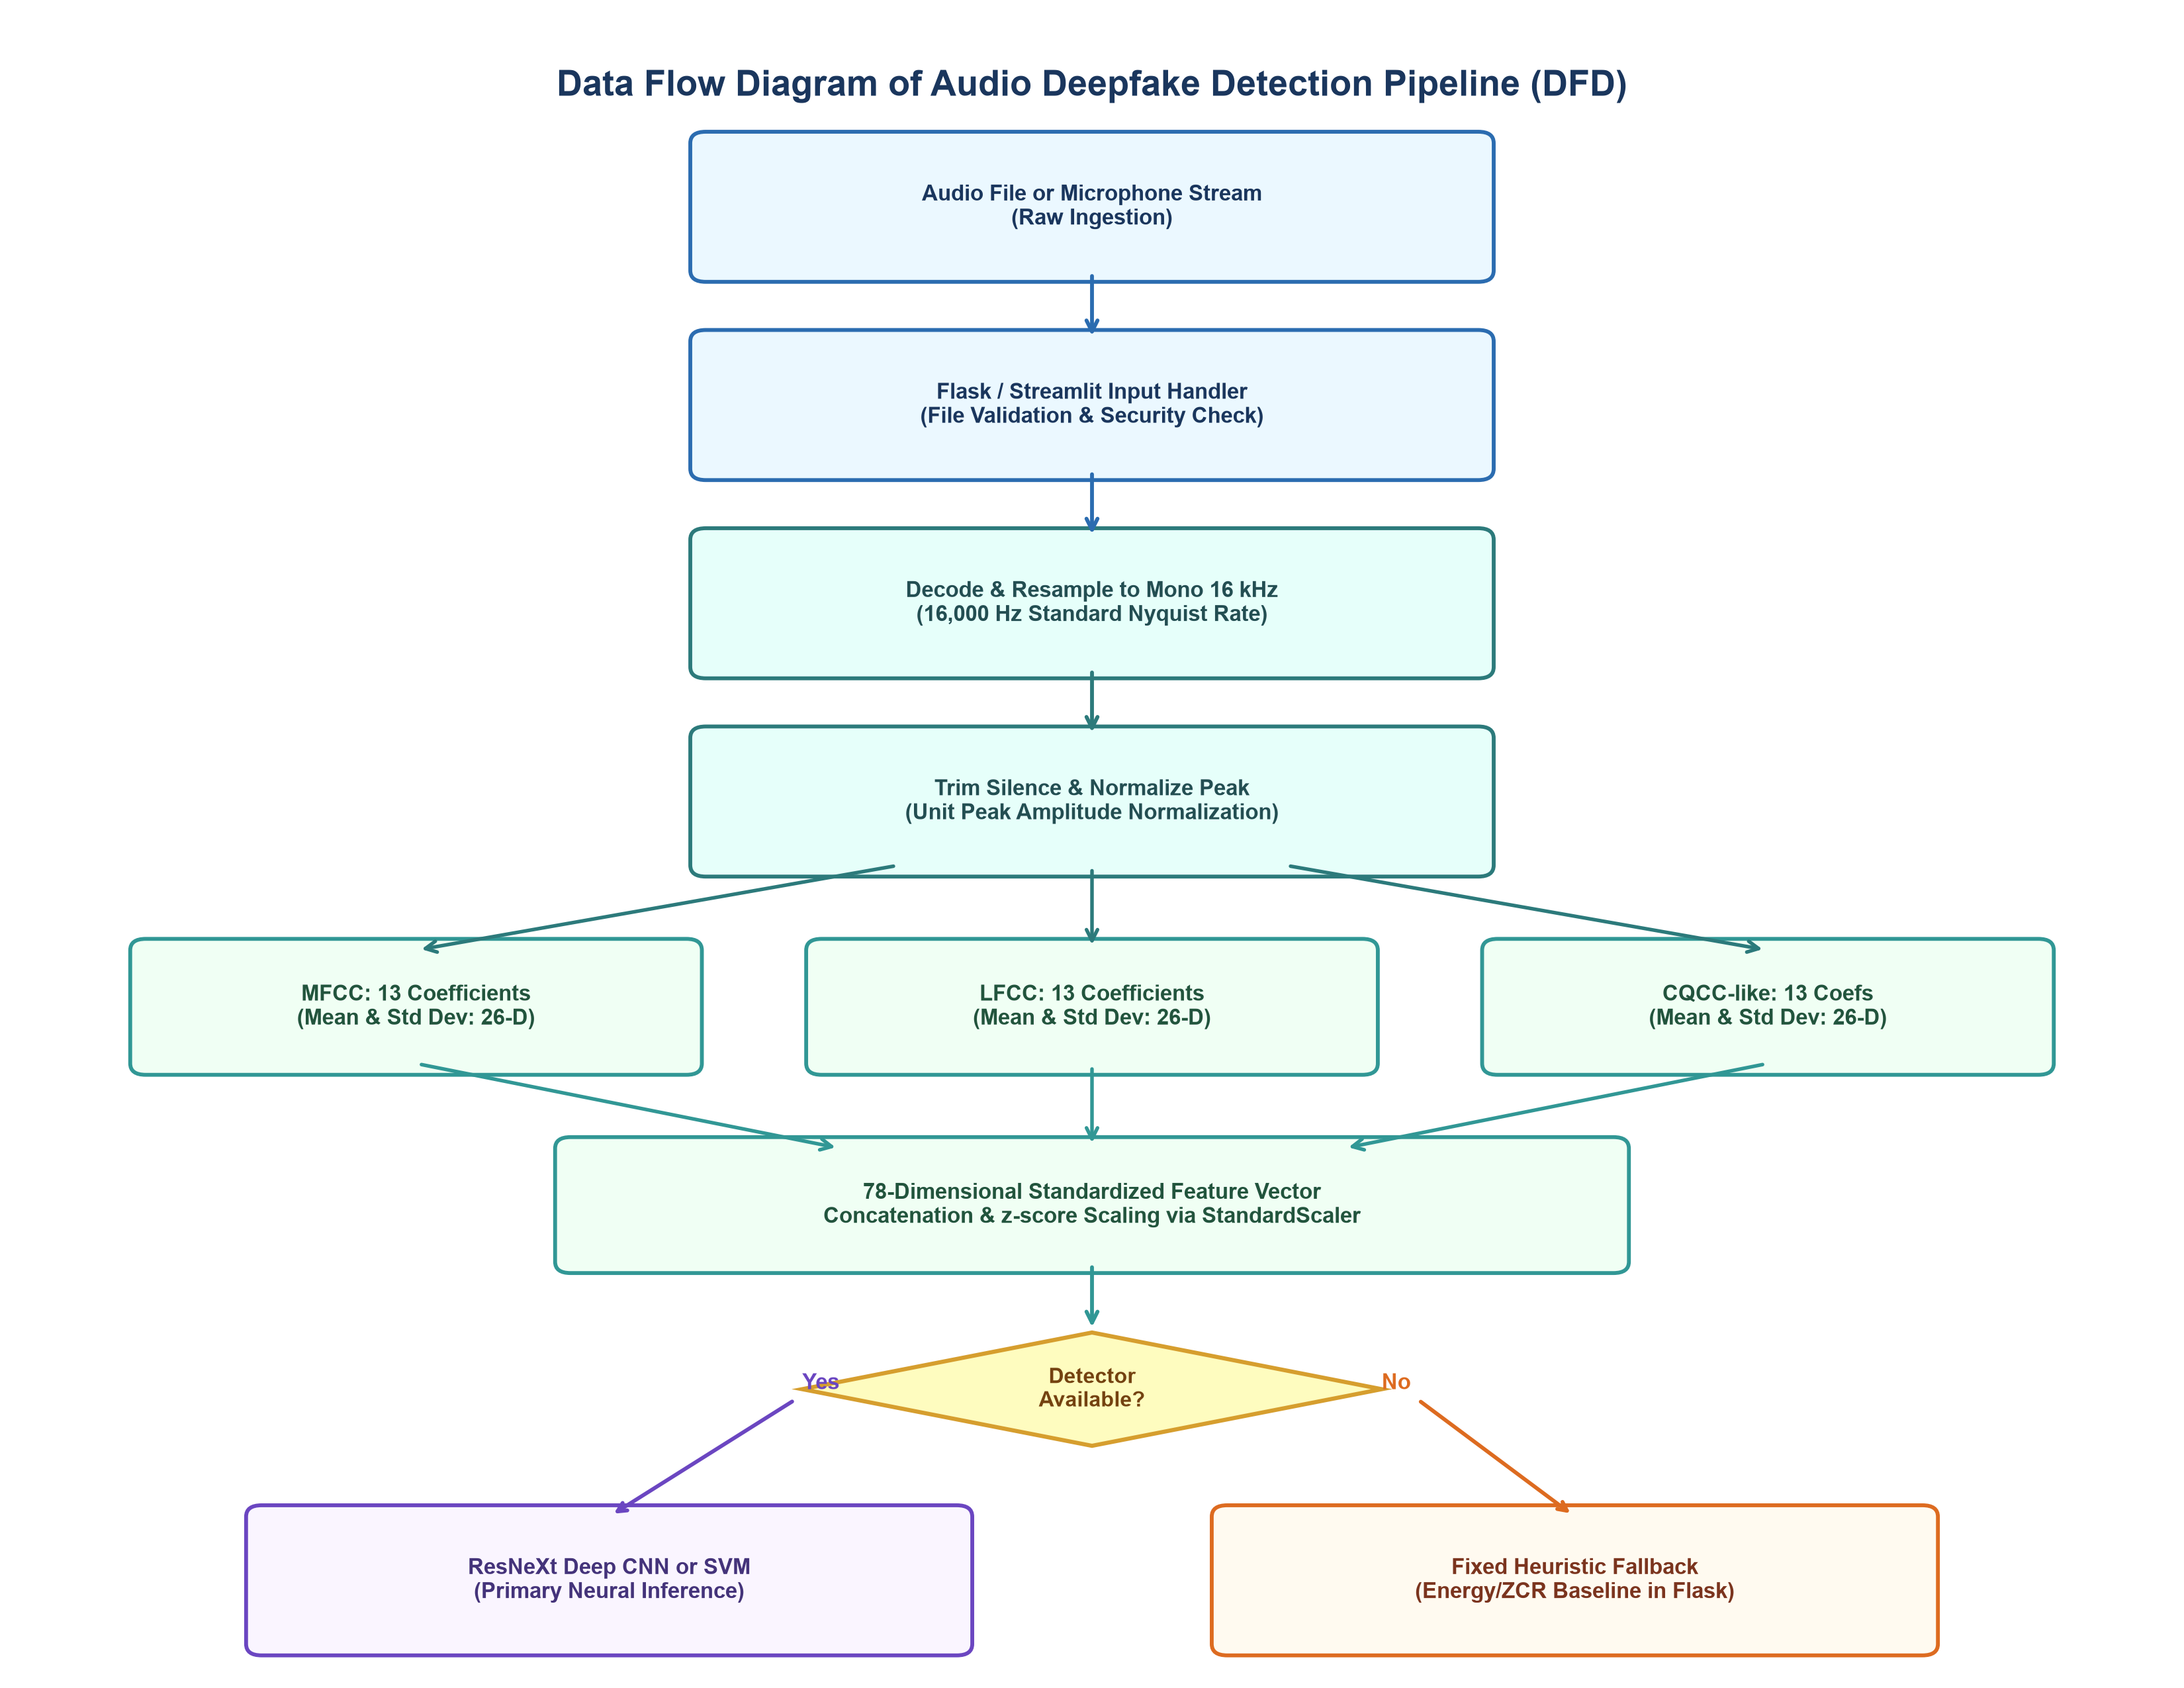 Data Flow Diagram of Audio Deepfake Detection Pipeline (DFD)
Audio File or Microphone Stream
(Raw Ingestion)
Flask / Streamlit Input Handler
(File Validation & Security Check)
Decode & Resample to Mono 16 kHz
(16,000 Hz Standard Nyquist Rate)
Trim Silence & Normalize Peak
(Unit Peak Amplitude Normalization)
MFCC: 13 Coefficients
(Mean & Std Dev: 26-D)
LFCC: 13 Coefficients
(Mean & Std Dev: 26-D)
CQCC-like: 13 Coefs
(Mean & Std Dev: 26-D)
78-Dimensional Standardized Feature Vector
Concatenation & z-score Scaling via StandardScaler
Detector
Available?
Yes
No
ResNeXt Deep CNN or SVM
(Primary Neural Inference)
Fixed Heuristic Fallback
(Energy/ZCR Baseline in Flask)